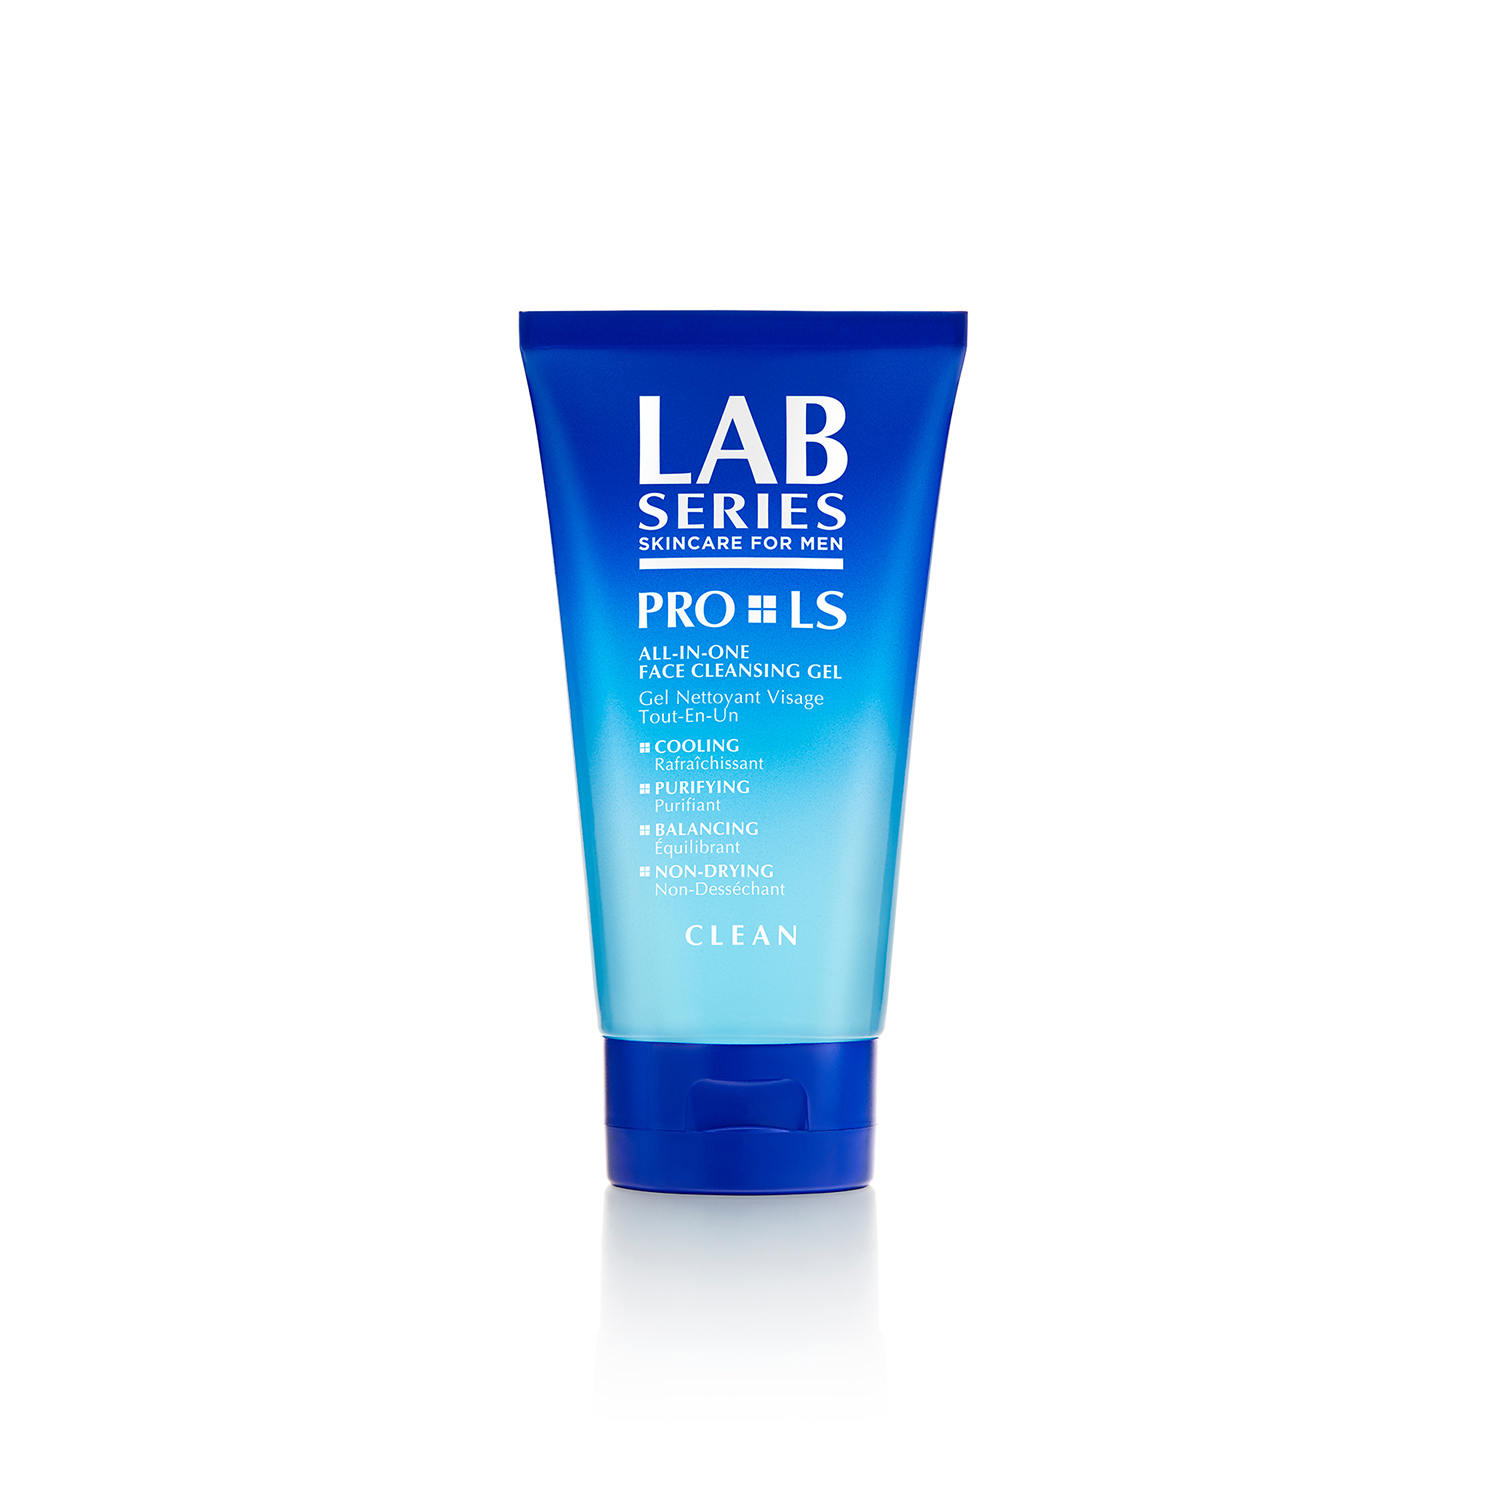 LAB
SERIES
SKINCARE FOR MEN
PRO LS
ALL-IN-ONE
FACE CLEANSING GEL
Gel Nettoyant Visage
Tout-En-Un
COOLING
Rafraîchissant
PURIFYING
Purifiant
BALANCING
Équilibrant
NON-DRYING
Non-Desséchant
CLEAN